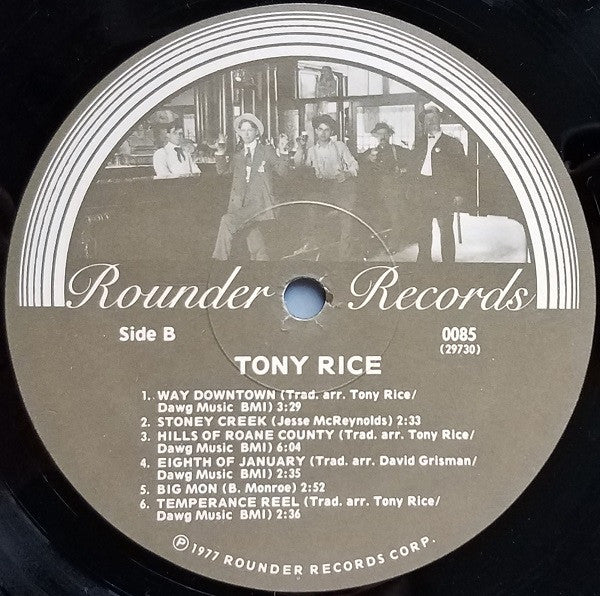 Rounder Records
Side B
0085
(29730)
TONY RICE
1. WAY DOWNTOWN (Trad. arr. Tony Rice/
Dawg Music BMI) 3:29
2. STONEY CREEK (Jesse McReynolds) 2:33
3. HILLS OF ROANE COUNTY (Trad. arr. Tony Rice/
Dawg Music BMI) 6:04
4. EIGHTH OF JANUARY (Trad. arr. David Grisman/
Dawg Music BMI) 2:35
5. BIG MON (B. Monroe) 2:52
6. TEMPERANCE REEL (Trad. arr. Tony Rice/
Dawg Music BMI) 2:36
Ⓟ 1977 ROUNDER RECORDS CORP.